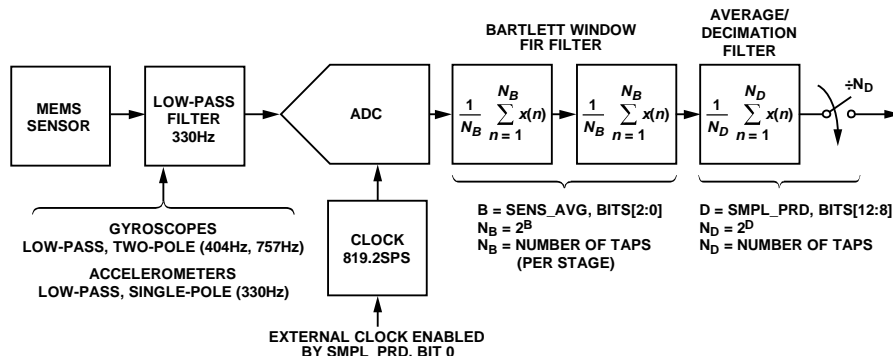 BARTLETT WINDOW
FIR FILTER
AVERAGE/
DECIMATION
FILTER
MEMS
SENSOR
LOW-PASS
FILTER
330Hz
ADC
1
N_B
N_B
∑ x(n)
n = 1
1
N_B
N_B
∑ x(n)
n = 1
1
N_D
N_D
∑ x(n)
n = 1
÷N_D
GYROSCOPES
LOW-PASS, TWO-POLE (404Hz, 757Hz)
ACCELEROMETERS
LOW-PASS, SINGLE-POLE (330Hz)
CLOCK
819.2SPS
EXTERNAL CLOCK ENABLED
BY SMPL_PRD, BIT 0
B = SENS_AVG, BITS[2:0]
N_B = 2^B
N_B = NUMBER OF TAPS
(PER STAGE)
D = SMPL_PRD, BITS[12:8]
N_D = 2^D
N_D = NUMBER OF TAPS